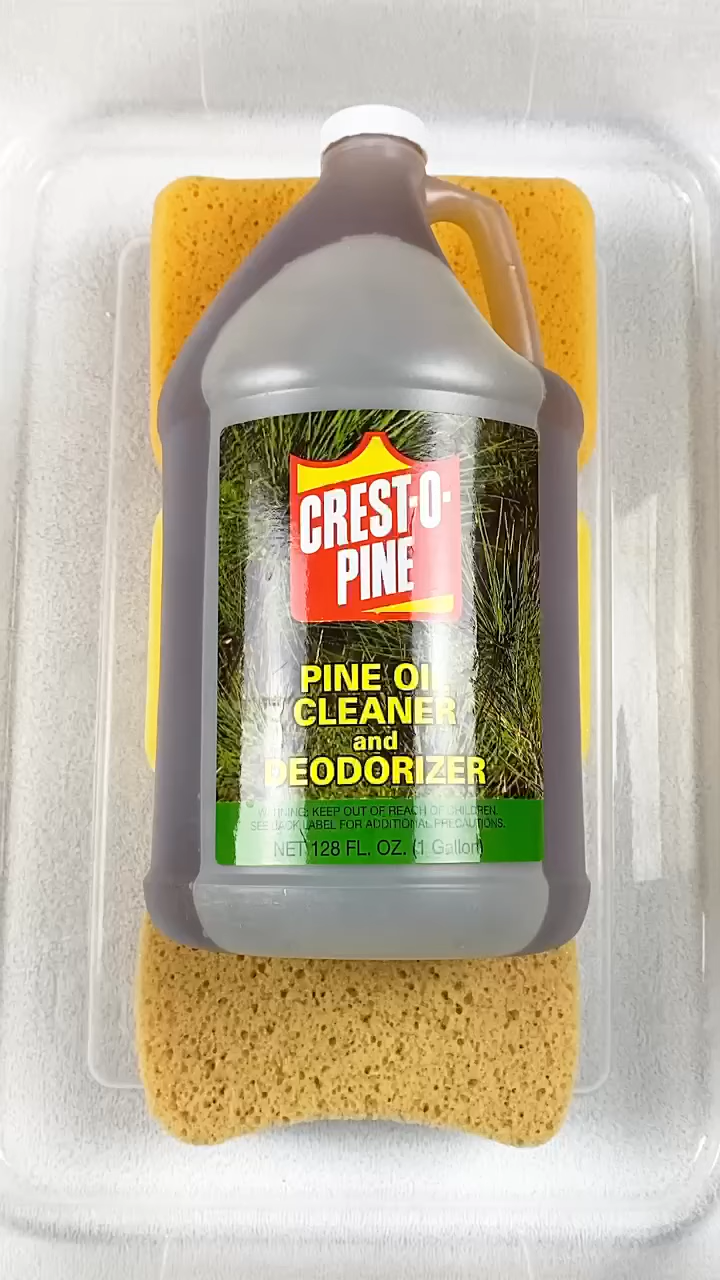 CREST-O-
PINE
PINE OIL
CLEANER
and
DEODORIZER
WARNING: KEEP OUT OF REACH OF CHILDREN.
SEE BACK LABEL FOR ADDITIONAL PRECAUTIONS.
NET 128 FL. OZ. (1 Gallon)